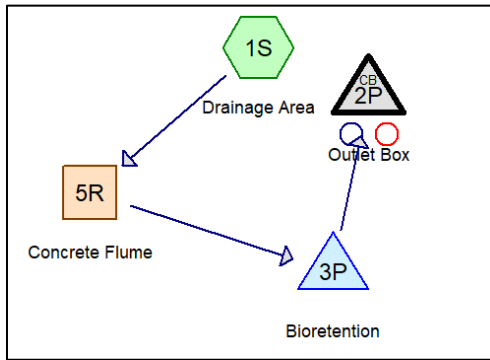 1S
Drainage Area
CB
2P
Outlet Box
5R
Concrete Flume
3P
Bioretention